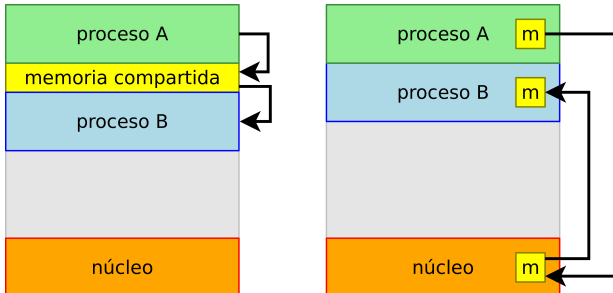 proceso A
memoria compartida
proceso B
núcleo
proceso A m
proceso B m
núcleo m